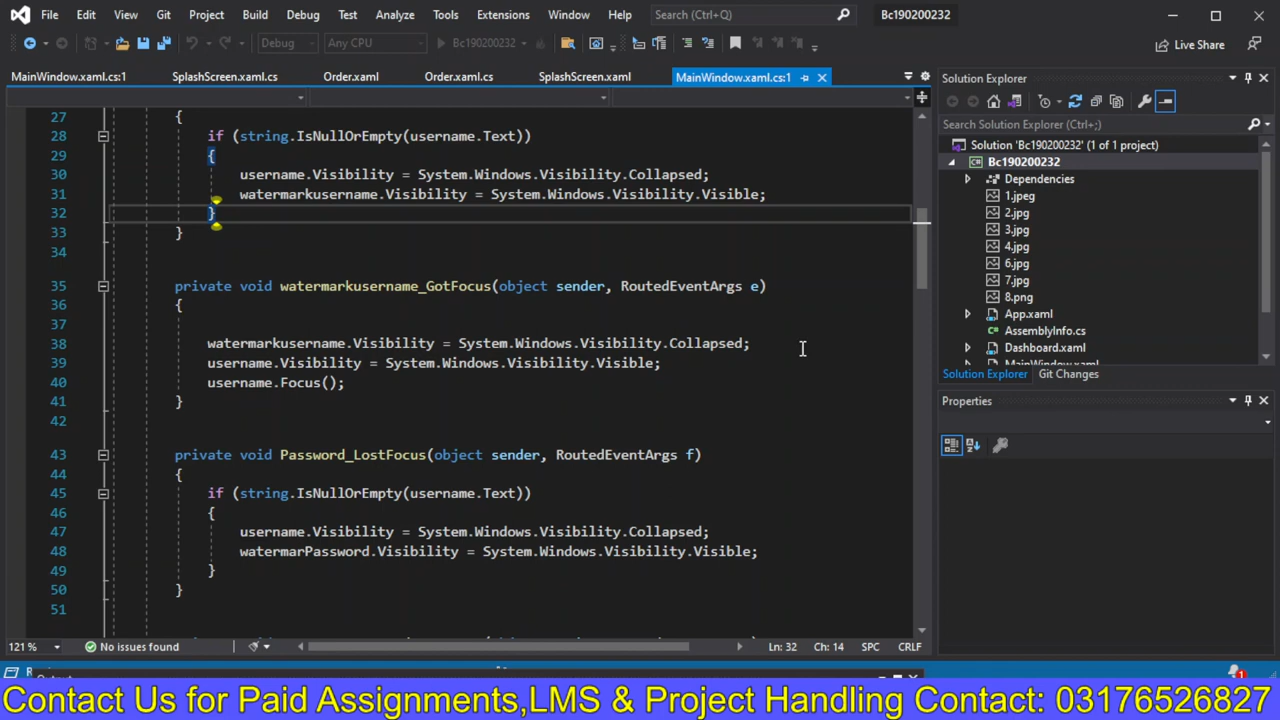 File Edit View Git Project Build Debug Test Analyze Tools Extensions Window Help Search (Ctrl+Q) Bc190200232
Debug Any CPU Bc190200232 Live Share
MainWindow.xaml.cs:1 SplashScreen.xaml.cs Order.xaml Order.xaml.cs SplashScreen.xaml MainWindow.xaml.cs:1
27 {
28 if (string.IsNullOrEmpty(username.Text))
29 {
30 username.Visibility = System.Windows.Visibility.Collapsed;
31 watermarkusername.Visibility = System.Windows.Visibility.Visible;
32 }
33 }
34
35 private void watermarkusername_GotFocus(object sender, RoutedEventArgs e)
36 {
37
38 watermarkusername.Visibility = System.Windows.Visibility.Collapsed;
39 username.Visibility = System.Windows.Visibility.Visible;
40 username.Focus();
41 }
42
43 private void Password_LostFocus(object sender, RoutedEventArgs f)
44 {
45 if (string.IsNullOrEmpty(username.Text))
46 {
47 username.Visibility = System.Windows.Visibility.Collapsed;
48 watermarPassword.Visibility = System.Windows.Visibility.Visible;
49 }
50 }
51
121 % No issues found Ln: 32 Ch: 14 SPC CRLF
Solution Explorer
Search Solution Explorer (Ctrl+;)
Solution 'Bc190200232' (1 of 1 project)
Bc190200232
Dependencies
1.jpeg
2.jpg
3.jpg
4.jpg
6.jpg
7.jpg
8.png
App.xaml
AssemblyInfo.cs
Dashboard.xaml
MainWindow.xaml
Solution Explorer Git Changes
Properties
Output
1
Contact Us for Paid Assignments,LMS & Project Handling Contact: 03176526827